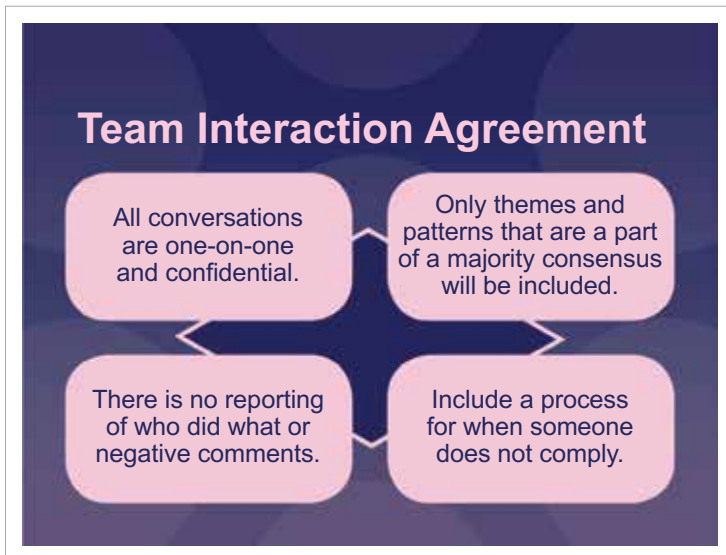 Team Interaction Agreement
All conversations
are one-on-one
and confidential.
Only themes and
patterns that are a part
of a majority consensus
will be included.
There is no reporting
of who did what or
negative comments.
Include a process
for when someone
does not comply.